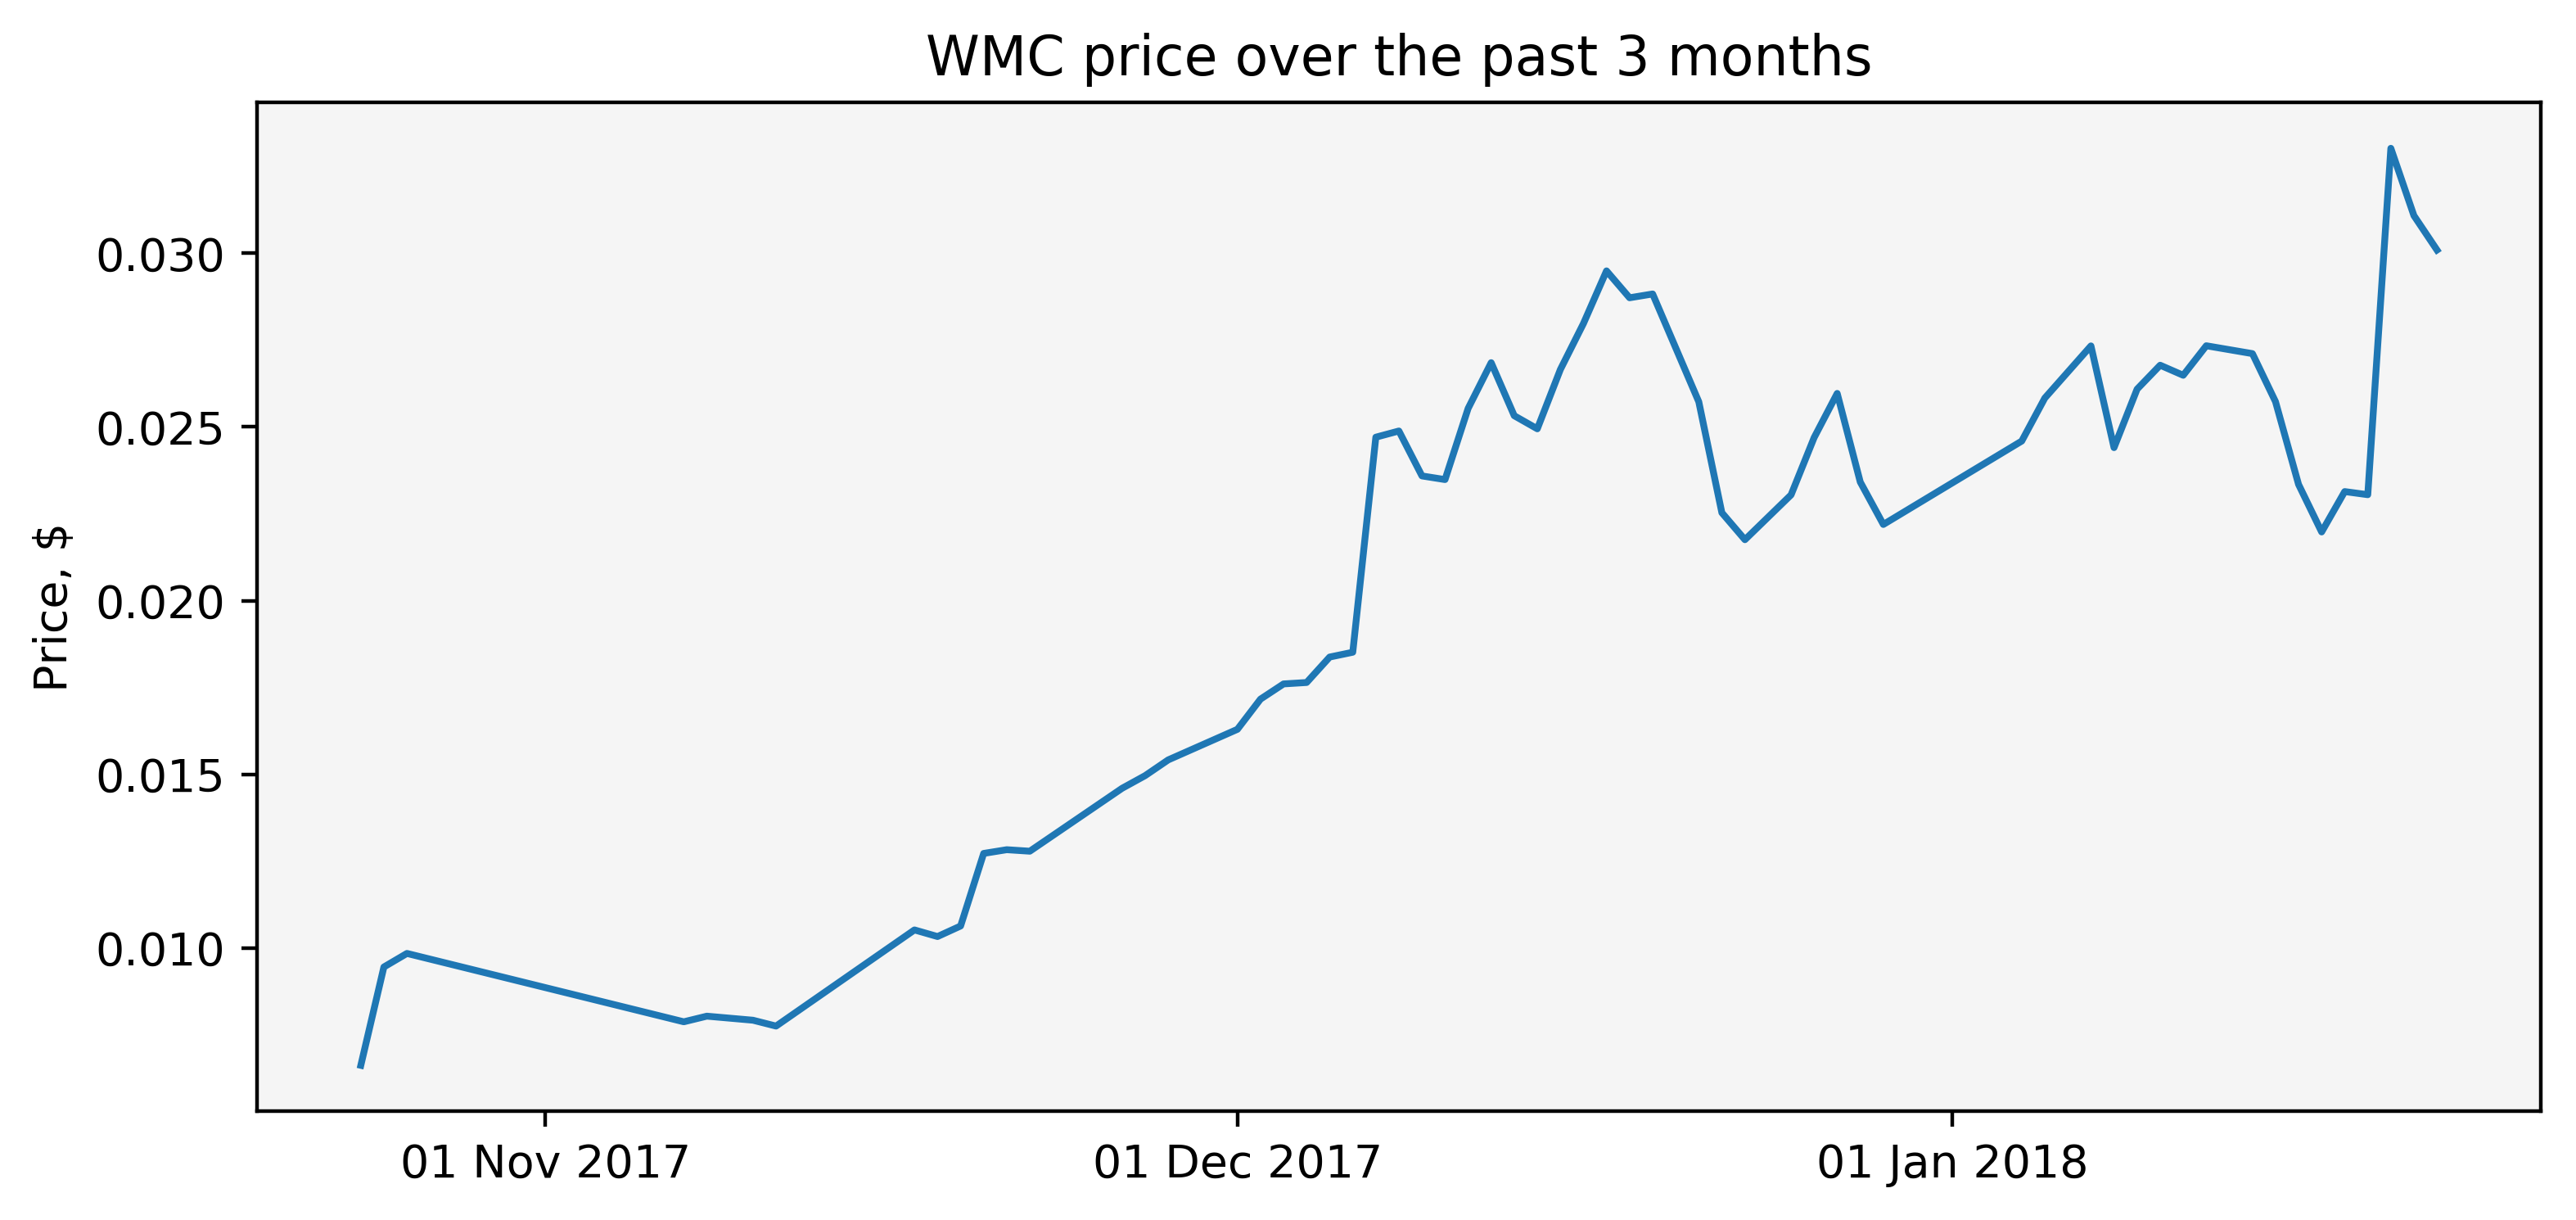 WMC price over the past 3 months
Price, $
0.030
0.025
0.020
0.015
0.010
01 Nov 2017
01 Dec 2017
01 Jan 2018